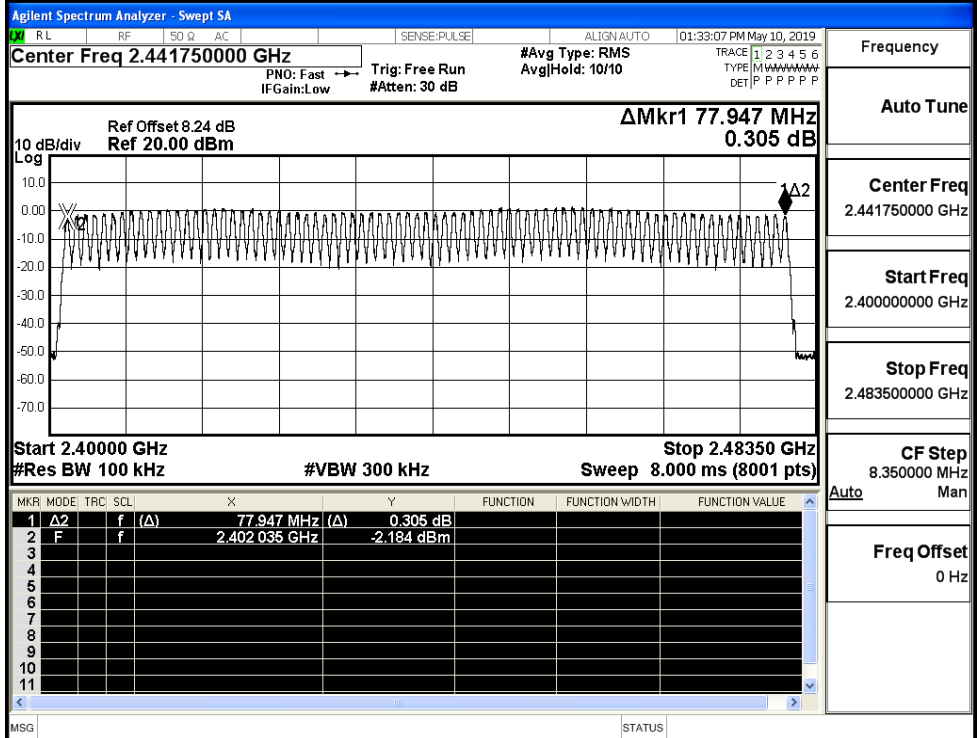 Agilent Spectrum Analyzer - Swept SA
LXI RL RF 50 Ω AC SENSE:PULSE ALIGN AUTO 01:33:07 PM May 10, 2019
Center Freq 2.441750000 GHz
PNO: Fast
IFGain:Low
Trig: Free Run
#Atten: 30 dB
#Avg Type: RMS
Avg|Hold: 10/10
TRACE 1 2 3 4 5 6
TYPE M WWWWW
DET P P P P P P
Frequency
Auto Tune
Center Freq
2.441750000 GHz
Start Freq
2.400000000 GHz
Stop Freq
2.483500000 GHz
CF Step
8.350000 MHz
Auto Man
Freq Offset
0 Hz
ΔMkr1 77.947 MHz
0.305 dB
Ref Offset 8.24 dB
10 dB/div Ref 20.00 dBm
Log
10.0
0.00
-10.0
-20.0
-30.0
-40.0
-50.0
-60.0
-70.0
1Δ2
2
Start 2.40000 GHz Stop 2.48350 GHz
#Res BW 100 kHz #VBW 300 kHz Sweep 8.000 ms (8001 pts)
MKR MODE TRC SCL X Y FUNCTION FUNCTION WIDTH FUNCTION VALUE
1 Δ2 f (Δ) 77.947 MHz (Δ) 0.305 dB
2 F f 2.402 035 GHz -2.184 dBm
3
4
5
6
7
8
9
10
11
MSG STATUS